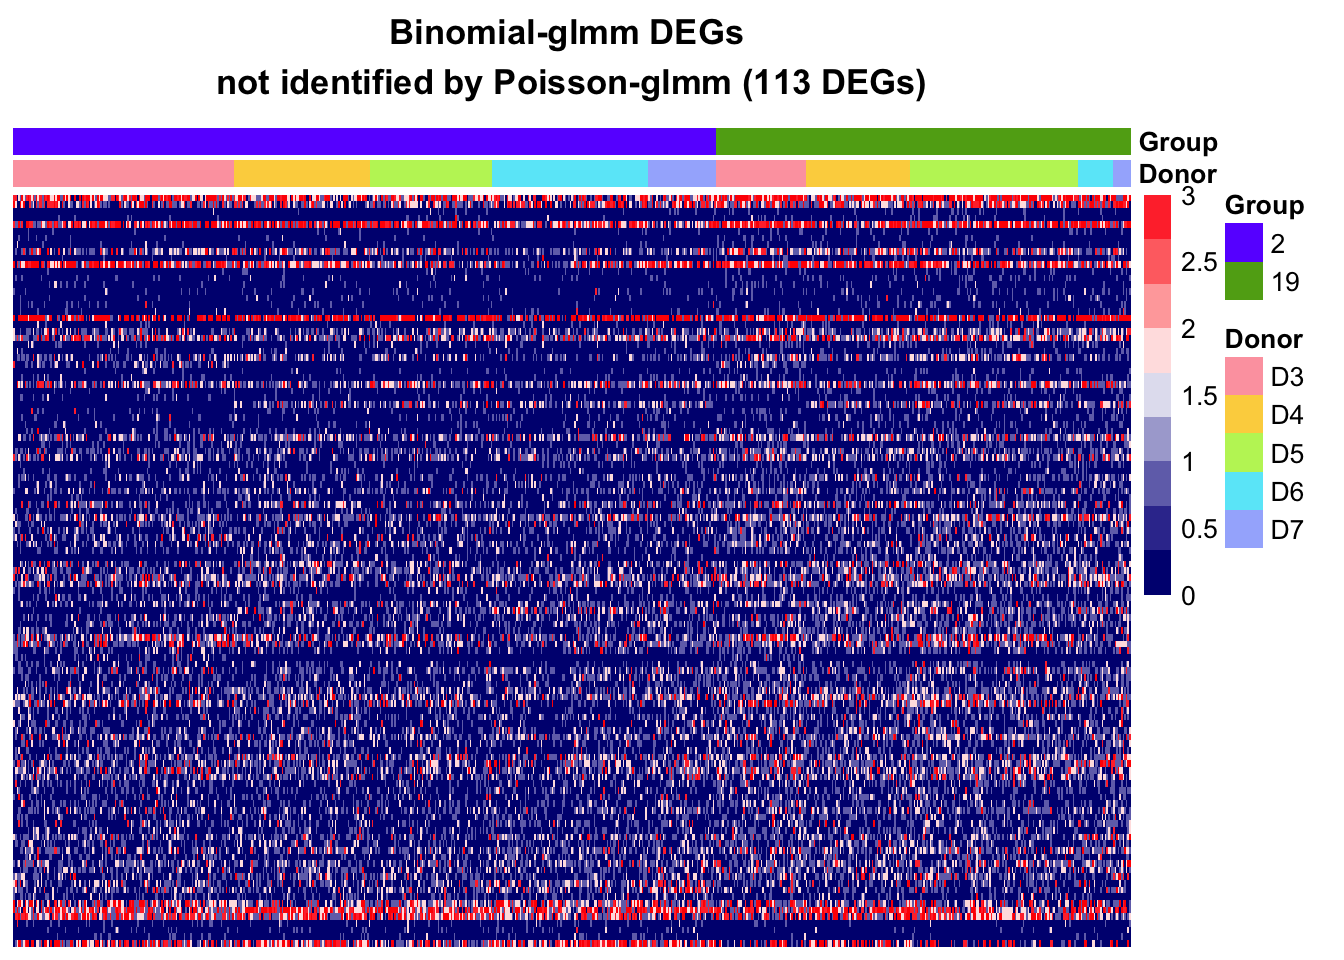 Binomial-glmm DEGs
not identified by Poisson-glmm (113 DEGs)
Group
Donor
3
2.5
2
1.5
1
0.5
0
Group
2
19
Donor
D3
D4
D5
D6
D7